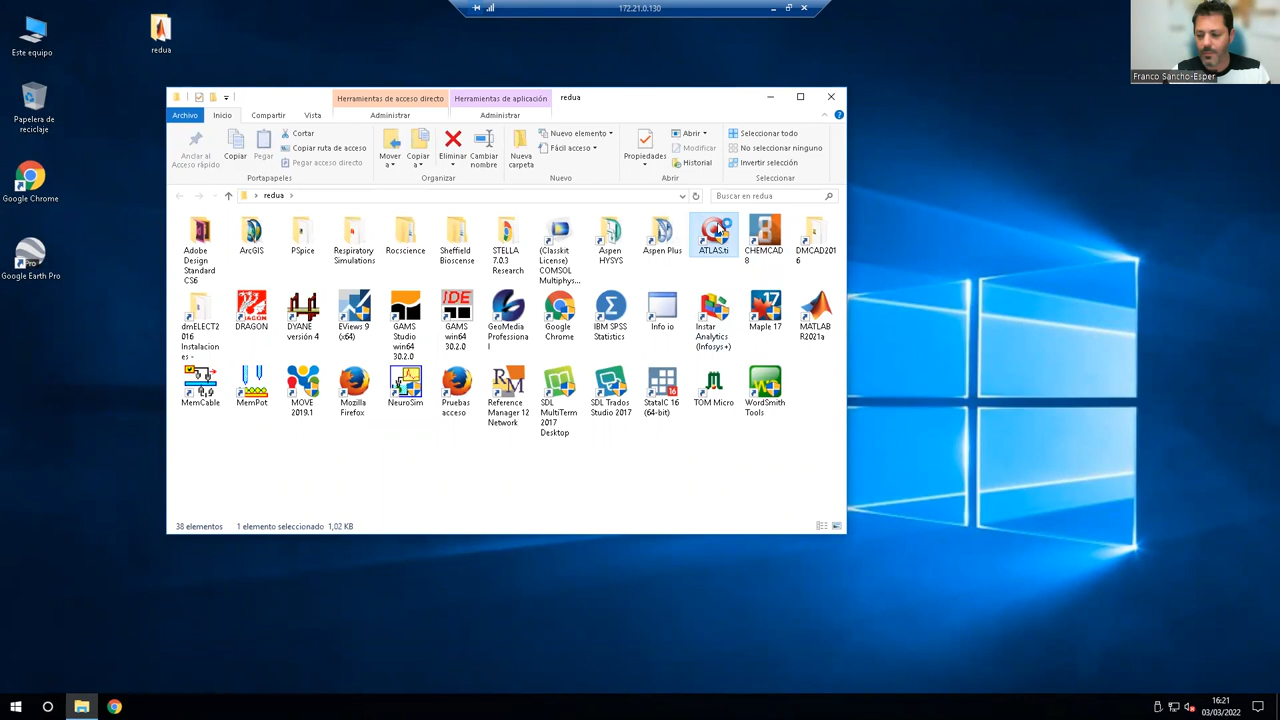 172.21.0.130
Franco Sancho-Esper
Este equipo
redua
Papelera de
reciclaje
Google Chrome
Google Earth Pro
Herramientas de acceso directo
Herramientas de aplicación
redua
Archivo
Inicio
Compartir
Vista
Administrar
Administrar
Anclar al
Acceso rápido
Copiar
Pegar
Cortar
Copiar ruta de acceso
Pegar acceso directo
Portapapeles
Mover
a
Copiar
a
Eliminar
Cambiar
nombre
Organizar
Nueva
carpeta
Nuevo elemento
Fácil acceso
Nuevo
Propiedades
Abrir
Modificar
Historial
Abrir
Seleccionar todo
No seleccionar ninguno
Invertir selección
Seleccionar
redua
Buscar en redua
Adobe
Design
Standard
CS6
ArcGIS
PSpice
Respiratory
Simulations
Rocscience
Sheffield
Bioscense
STELLA
7.0.3
Research
(Classkit
License)
COMSOL
Multiphys...
Aspen
HYSYS
Aspen Plus
ATLAS.ti
CHEMCAD
8
DMCAD201
6
dmELECT2
016
Instalacione
s -
DRAGON
DYANE
versión 4
EViews 9
(x64)
GAMS
Studio
win64
30.2.0
GAMS
win64
30.2.0
GeoMedia
Professiona
l
Google
Chrome
IBM SPSS
Statistics
Info io
Instar
Analytics
(Infosys+)
Maple 17
MATLAB
R2021a
MemCable
MemPot
MOVE
2019.1
Mozilla
Firefox
NeuroSim
Pruebas
acceso
Reference
Manager 12
Network
SDL
MultiTerm
2017
Desktop
SDL Trados
Studio 2017
StataIC 16
(64-bit)
TOM Micro
WordSmith
Tools
38 elementos
1 elemento seleccionado 1,02 KB
16:21
03/03/2022